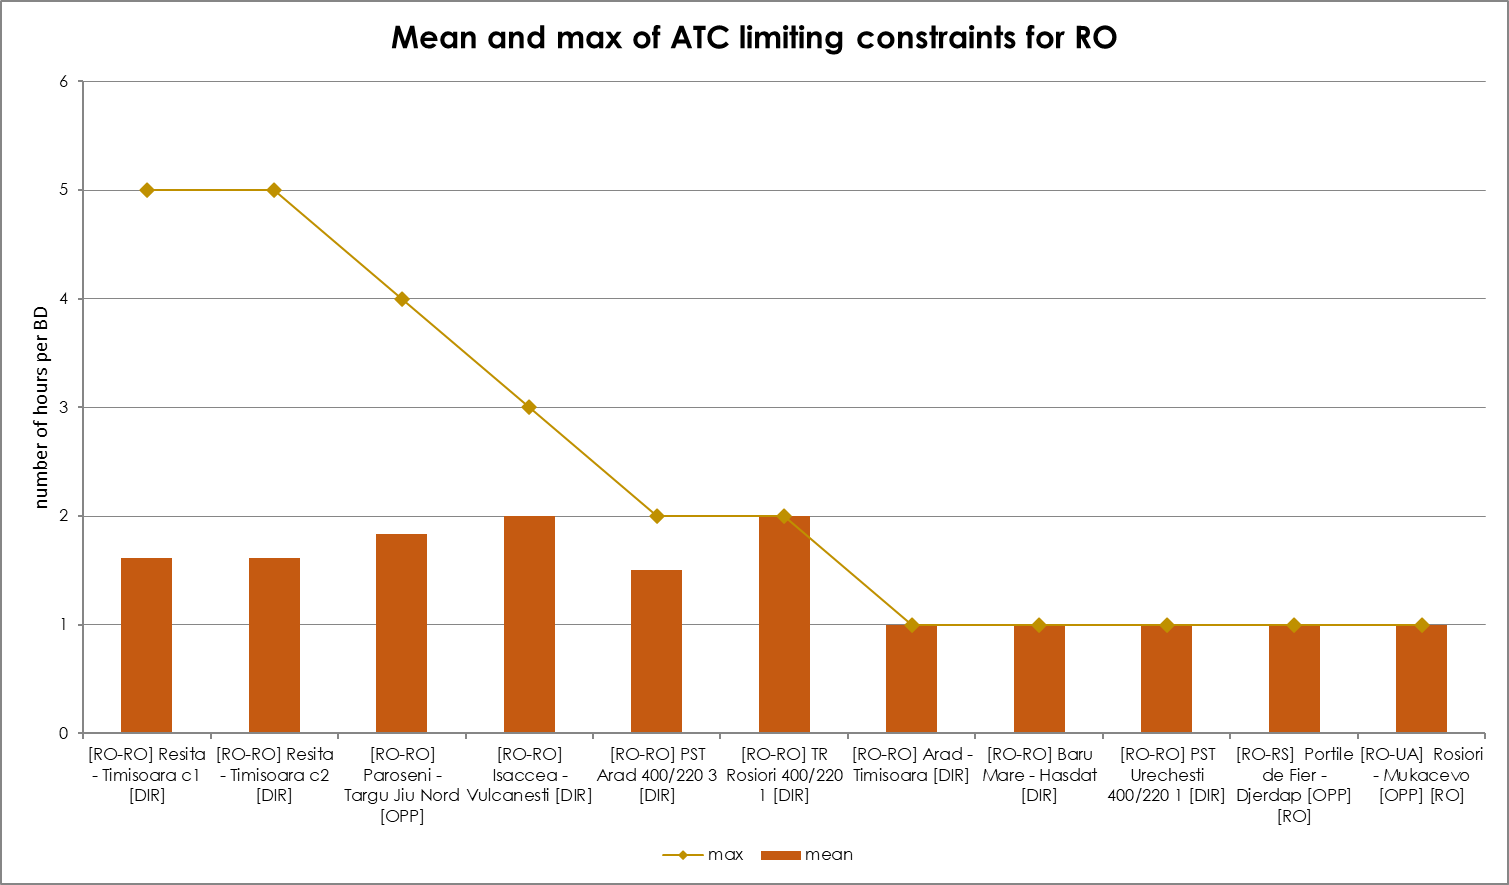 Mean and max of ATC limiting constraints for RO
number of hours per BD
6
5
4
3
2
1
0
[RO-RO] Resita
- Timisoara c1
[DIR]
[RO-RO] Resita
- Timisoara c2
[DIR]
[RO-RO]
Paroseni -
Targu Jiu Nord
[OPP]
[RO-RO]
Isaccea -
Vulcanesti [DIR]
[RO-RO] PST
Arad 400/220 3
[DIR]
[RO-RO] TR
Rosiori 400/220
1 [DIR]
[RO-RO] Arad -
Timisoara [DIR]
[RO-RO] Baru
Mare - Hasdat
[DIR]
[RO-RO] PST
Urechesti
400/220 1 [DIR]
[RO-RS]  Portile
de Fier -
Djerdap [OPP]
[RO]
[RO-UA]  Rosiori
- Mukacevo
[OPP] [RO]
max
mean